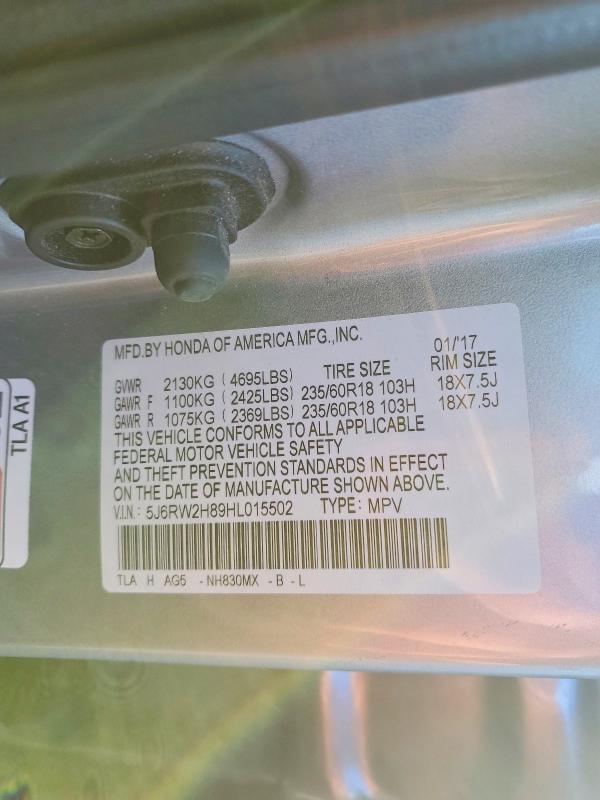 MFD.BY HONDA OF AMERICA MFG.,INC. 01/'17
GVWR 2130KG (4695LBS) TIRE SIZE RIM SIZE
GAWR F 1100KG (2425LBS) 235/60R18 103H 18X7.5J
GAWR R 1075KG (2369LBS) 235/60R18 103H 18X7.5J
THIS VEHICLE CONFORMS TO ALL APPLICABLE
FEDERAL MOTOR VEHICLE SAFETY
AND THEFT PREVENTION STANDARDS IN EFFECT
ON THE DATE OF MANUFACTURE SHOWN ABOVE.
V.I.N.: 5J6RW2H89HL015502 TYPE: MPV
TLA H AG5 -NH830MX -B -L
TLA A1